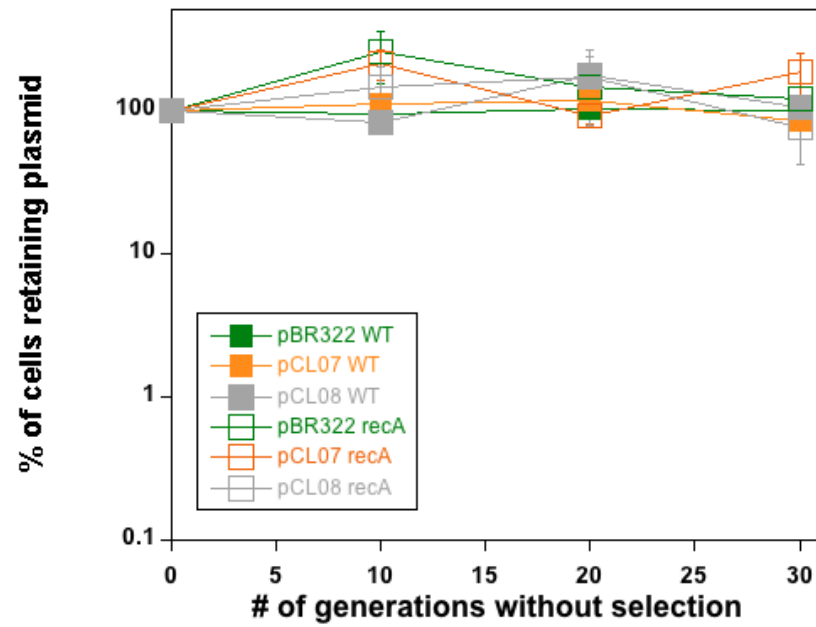 % of cells retaining plasmid
100
10
1
0.1
pBR322 WT
pCL07 WT
pCL08 WT
pBR322 recA
pCL07 recA
pCL08 recA
0 5 10 15 20 25 30
# of generations without selection